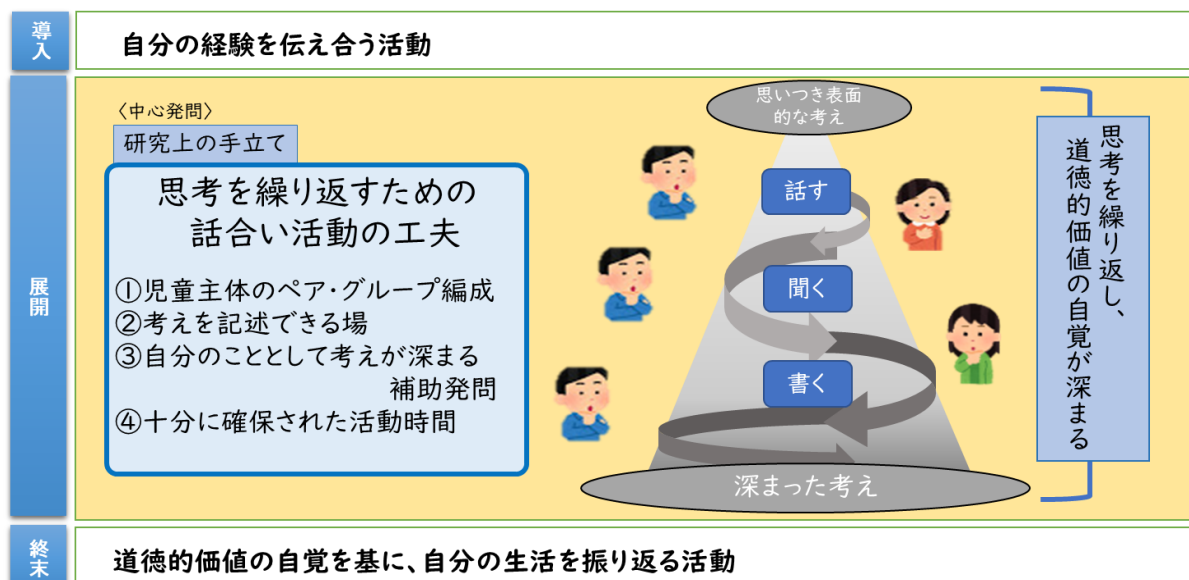 導入
自分の経験を伝え合う活動
展開
〈中心発問〉
研究上の手立て
思考を繰り返すための
話合い活動の工夫
①児童主体のペア・グループ編成
②考えを記述できる場
③自分のこととして考えが深まる
補助発問
④十分に確保された活動時間
思いつき表面
的な考え
話す
聞く
書く
深まった考え
思考を繰り返し、
道徳的価値の自覚が深まる
終末
道徳的価値の自覚を基に、自分の生活を振り返る活動